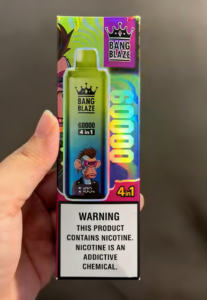 BANG
BLAZE
BANG
BLAZE
60000
4 in 1
60000
100%
4 in 1
WARNING
THIS PRODUCT
CONTAINS NICOTINE.
NICOTINE IS AN
ADDICTIVE
CHEMICAL.